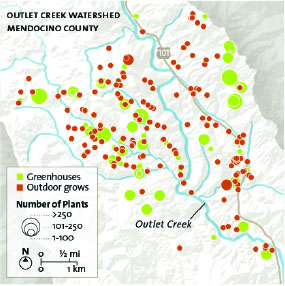 OUTLET CREEK WATERSHED
MENDOCINO COUNTY
101
Greenhouses
Outdoor grows
Number of Plants
>250
101-250
1-100
N
0 ½ mi
0 1 km
Outlet Creek